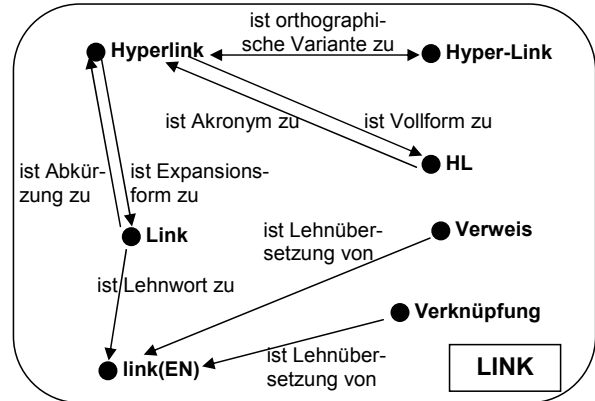 ist orthographi-
sche Variante zu
Hyperlink
Hyper-Link
ist Akronym zu
ist Vollform zu
HL
ist Abkür-
zung zu
ist Expansions-
form zu
Link
ist Lehnüber-
setzung von
Verweis
ist Lehnwort zu
Verknüpfung
link(EN)
ist Lehnüber-
setzung von
LINK